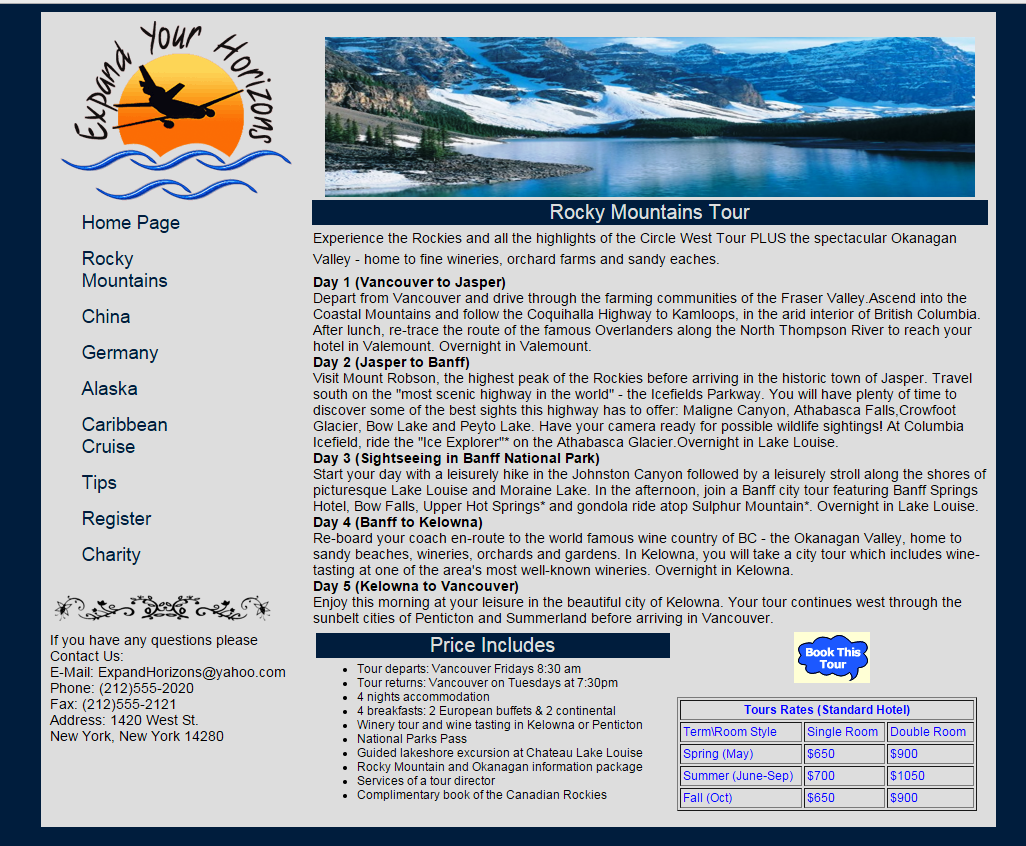 Expand Your Horizons
Home Page
Rocky
Mountains
China
Germany
Alaska
Caribbean
Cruise
Tips
Register
Charity
If you have any questions please
Contact Us:
E-Mail: ExpandHorizons@yahoo.com
Phone: (212)555-2020
Fax: (212)555-2121
Address: 1420 West St.
New York, New York 14280
Rocky Mountains Tour
Experience the Rockies and all the highlights of the Circle West Tour PLUS the spectacular Okanagan
Valley - home to fine wineries, orchard farms and sandy eaches.
Day 1 (Vancouver to Jasper)
Depart from Vancouver and drive through the farming communities of the Fraser Valley.Ascend into the
Coastal Mountains and follow the Coquihalla Highway to Kamloops, in the arid interior of British Columbia.
After lunch, re-trace the route of the famous Overlanders along the North Thompson River to reach your
hotel in Valemount. Overnight in Valemount.
Day 2 (Jasper to Banff)
Visit Mount Robson, the highest peak of the Rockies before arriving in the historic town of Jasper. Travel
south on the "most scenic highway in the world" - the Icefields Parkway. You will have plenty of time to
discover some of the best sights this highway has to offer: Maligne Canyon, Athabasca Falls,Crowfoot
Glacier, Bow Lake and Peyto Lake. Have your camera ready for possible wildlife sightings! At Columbia
Icefield, ride the "Ice Explorer"* on the Athabasca Glacier.Overnight in Lake Louise.
Day 3 (Sightseeing in Banff National Park)
Start your day with a leisurely hike in the Johnston Canyon followed by a leisurely stroll along the shores of
picturesque Lake Louise and Moraine Lake. In the afternoon, join a Banff city tour featuring Banff Springs
Hotel, Bow Falls, Upper Hot Springs* and gondola ride atop Sulphur Mountain*. Overnight in Lake Louise.
Day 4 (Banff to Kelowna)
Re-board your coach en-route to the world famous wine country of BC - the Okanagan Valley, home to
sandy beaches, wineries, orchards and gardens. In Kelowna, you will take a city tour which includes wine-
tasting at one of the area's most well-known wineries. Overnight in Kelowna.
Day 5 (Kelowna to Vancouver)
Enjoy this morning at your leisure in the beautiful city of Kelowna. Your tour continues west through the
sunbelt cities of Penticton and Summerland before arriving in Vancouver.
Price Includes
Tour departs: Vancouver Fridays 8:30 am
Tour returns: Vancouver on Tuesdays at 7:30pm
4 nights accommodation
4 breakfasts: 2 European buffets & 2 continental
Winery tour and wine tasting in Kelowna or Penticton
National Parks Pass
Guided lakeshore excursion at Chateau Lake Louise
Rocky Mountain and Okanagan information package
Services of a tour director
Complimentary book of the Canadian Rockies
Book This
Tour
Tours Rates (Standard Hotel)
Term\Room Style Single Room Double Room
Spring (May) $650 $900
Summer (June-Sep) $700 $1050
Fall (Oct) $650 $900